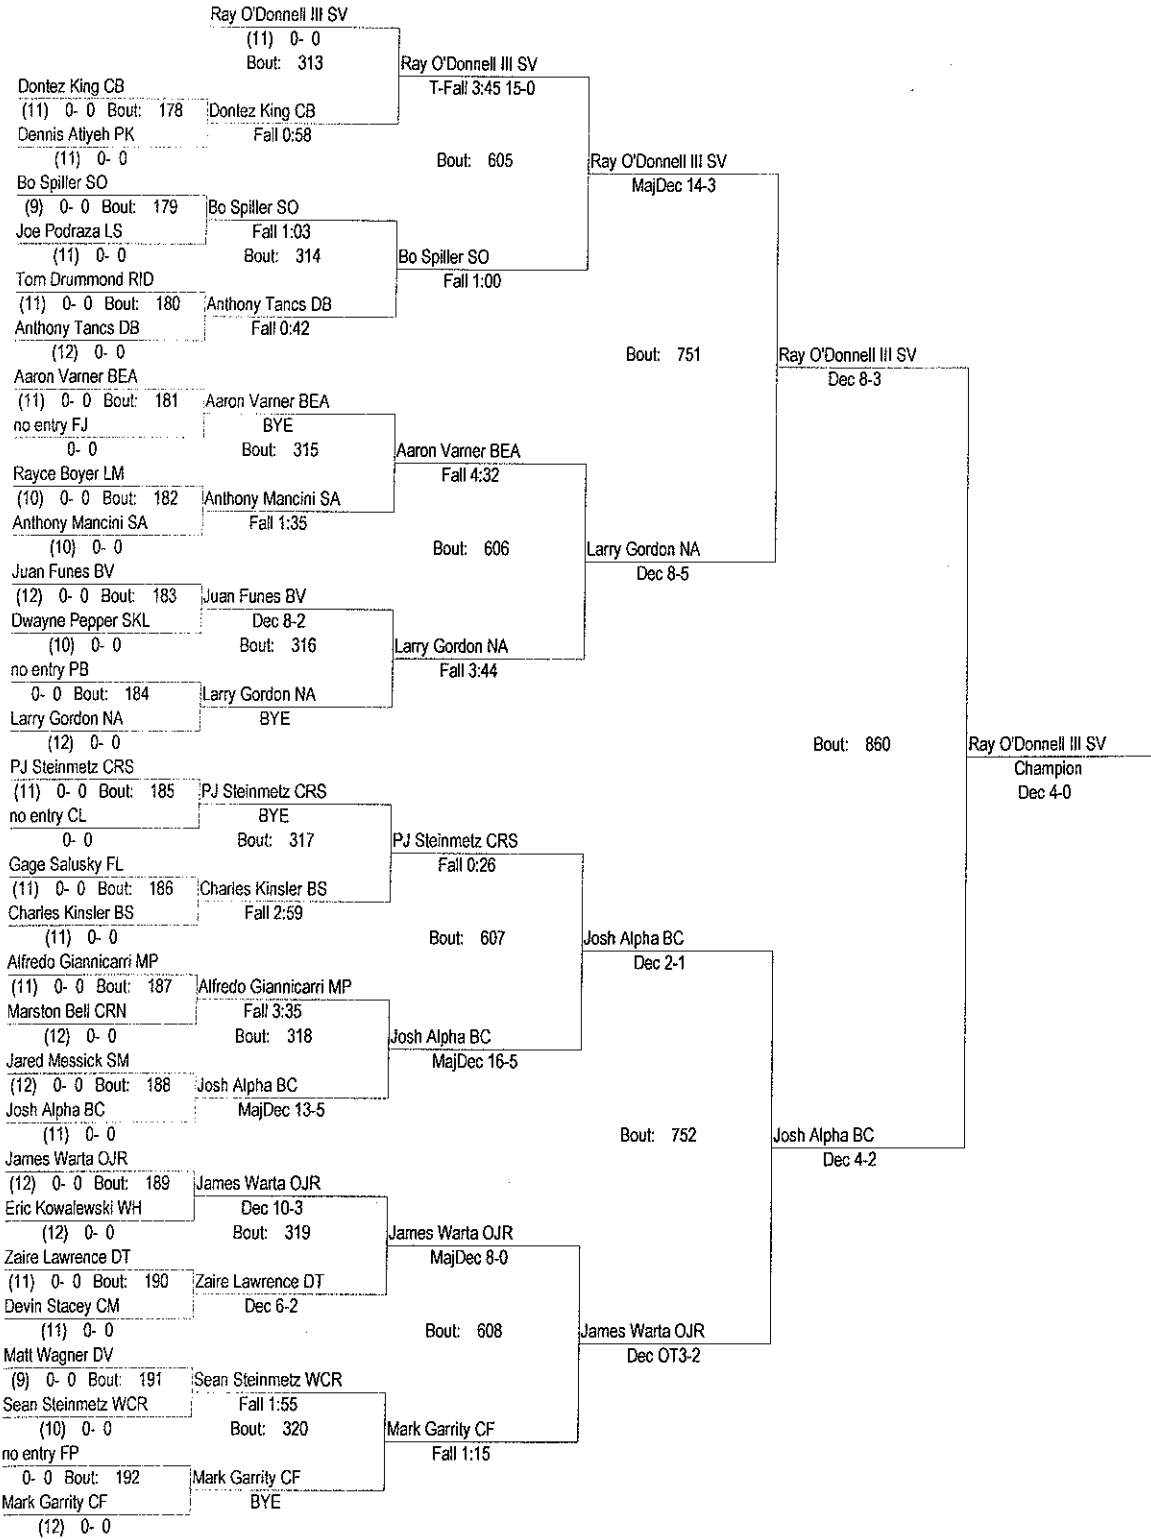 Ray O'Donnell III SV
(11) 0- 0
Bout: 313
Ray O'Donnell III SV
T-Fall 3:45 15-0
Dontez King CB
(11) 0- 0 Bout: 178
Dontez King CB
Fall 0:58
Dennis Atiyeh PK
(11) 0- 0
Bout: 605
Ray O'Donnell III SV
MajDec 14-3
Bo Spiller SO
(9) 0- 0 Bout: 179
Bo Spiller SO
Fall 1:03
Joe Podraza LS
(11) 0- 0
Bout: 314
Bo Spiller SO
Fall 1:00
Tom Drummond RID
(11) 0- 0 Bout: 180
Anthony Tancs DB
Fall 0:42
Anthony Tancs DB
(12) 0- 0
Bout: 751
Ray O'Donnell III SV
Dec 8-3
Aaron Varner BEA
(11) 0- 0 Bout: 181
Aaron Varner BEA
BYE
no entry FJ
0- 0
Bout: 315
Aaron Varner BEA
Fall 4:32
Rayce Boyer LM
(10) 0- 0 Bout: 182
Anthony Mancini SA
Fall 1:35
Anthony Mancini SA
(10) 0- 0
Bout: 606
Larry Gordon NA
Dec 8-5
Juan Funes BV
(12) 0- 0 Bout: 183
Juan Funes BV
Dec 8-2
Dwayne Pepper SKL
(10) 0- 0
Bout: 316
Larry Gordon NA
Fall 3:44
no entry PB
0- 0 Bout: 184
Larry Gordon NA
BYE
Larry Gordon NA
(12) 0- 0
Bout: 860
Ray O'Donnell III SV
Champion
Dec 4-0
PJ Steinmetz CRS
(11) 0- 0 Bout: 185
PJ Steinmetz CRS
BYE
no entry CL
0- 0
Bout: 317
PJ Steinmetz CRS
Fall 0:26
Gage Salusky FL
(11) 0- 0 Bout: 186
Charles Kinsler BS
Fall 2:59
Charles Kinsler BS
(11) 0- 0
Bout: 607
Josh Alpha BC
Dec 2-1
Alfredo Giannicarri MP
(11) 0- 0 Bout: 187
Alfredo Giannicarri MP
Fall 3:35
Marston Bell CRN
(12) 0- 0
Bout: 318
Josh Alpha BC
MajDec 16-5
Jared Messick SM
(12) 0- 0 Bout: 188
Josh Alpha BC
MajDec 13-5
Josh Alpha BC
(11) 0- 0
Bout: 752
Josh Alpha BC
Dec 4-2
James Warta OJR
(12) 0- 0 Bout: 189
James Warta OJR
Dec 10-3
Eric Kowalewski WH
(12) 0- 0
Bout: 319
James Warta OJR
MajDec 8-0
Zaire Lawrence DT
(11) 0- 0 Bout: 190
Zaire Lawrence DT
Dec 6-2
Devin Stacey CM
(11) 0- 0
Bout: 608
James Warta OJR
Dec OT3-2
Matt Wagner DV
(9) 0- 0 Bout: 191
Sean Steinmetz WCR
Fall 1:55
Sean Steinmetz WCR
(10) 0- 0
Bout: 320
Mark Garrity CF
Fall 1:15
no entry FP
0- 0 Bout: 192
Mark Garrity CF
BYE
Mark Garrity CF
(12) 0- 0